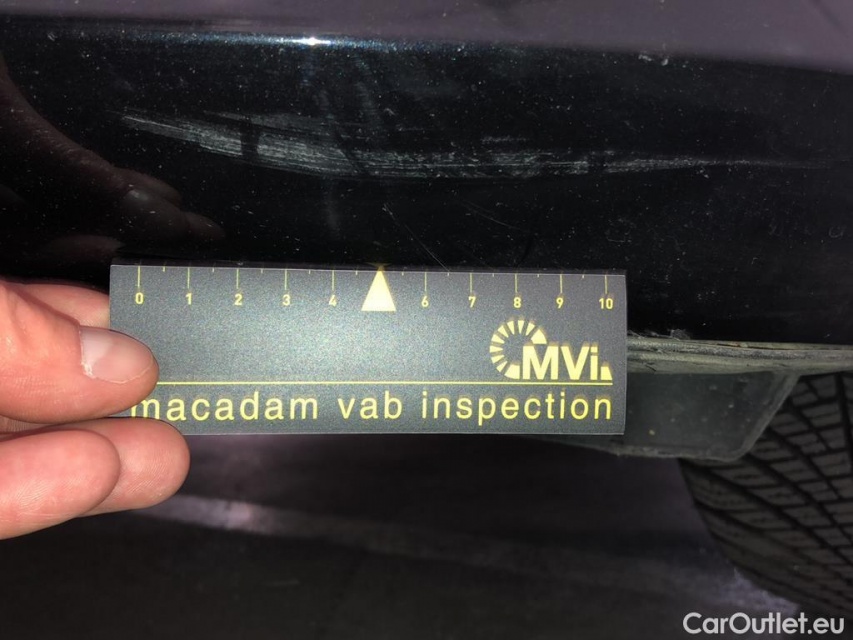 0 1 2 3 4 6 7 8 9 10
MVi
macadam vab inspection
CarOutlet.eu